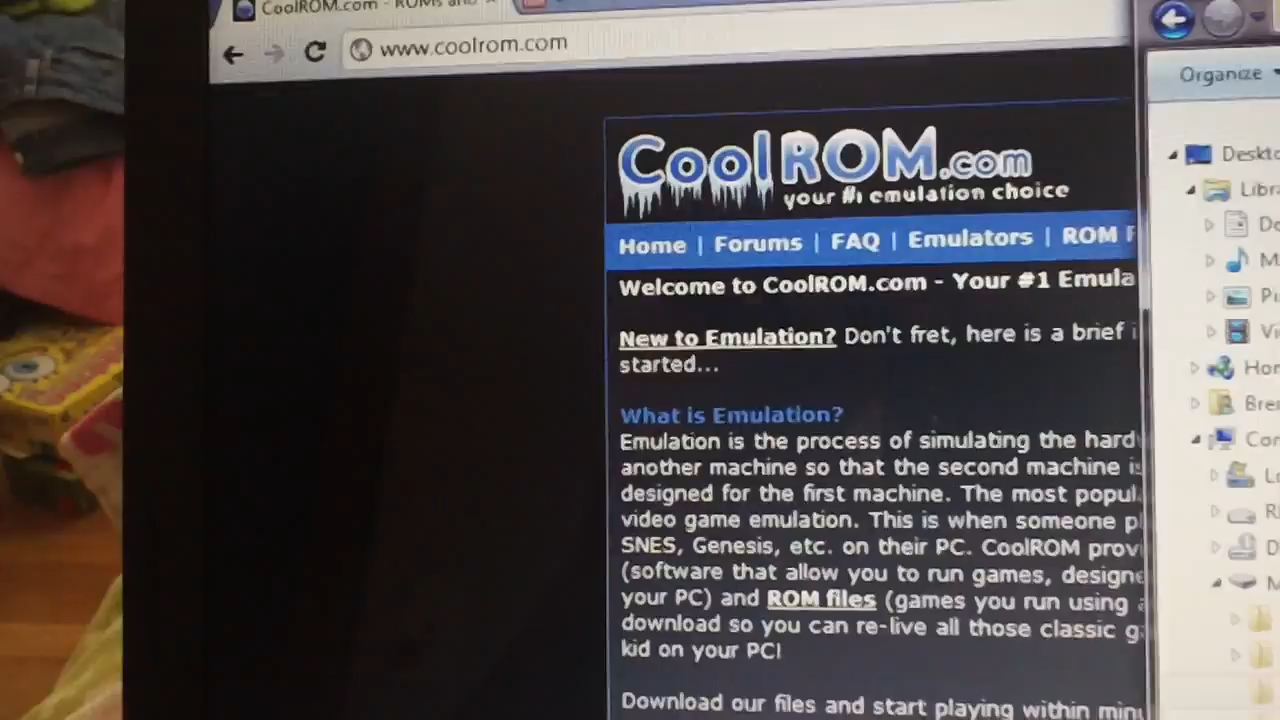 CoolROM.com - ROMs and
www.coolrom.com
Organize
CoolROM.com
your #1 emulation choice
Home | Forums | FAQ | Emulators | ROM
Welcome to CoolROM.com - Your #1
New to Emulation? Don't fret, here is a brief
started...
What is Emulation?
Emulation is the process of simulating the
another machine so that the second machine
designed for the first machine. The most
video game emulation. This is when someone
SNES, Genesis, etc. on their PC. CoolROM
(software that allow you to run games,
your PC) and ROM files (games you run using
download so you can re-live all those classic
kid on your PC!
Download our files and start playing within